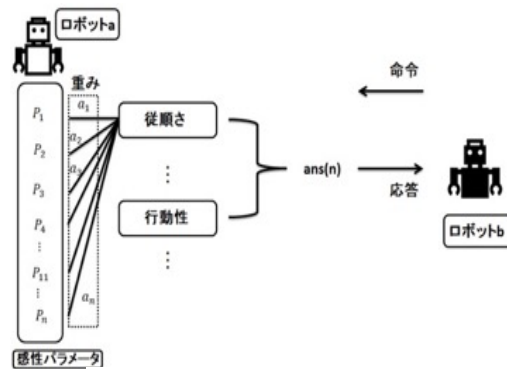 ロボットa
重み
命令
P₁
a₁
従順さ
P₂
a₂
P₃
a₃
⋮
ans(n)
応答
P₄
行動性
ロボットb
⋮
⋮
P₁₁
⋮
aₙ
Pₙ
感性パラメータ